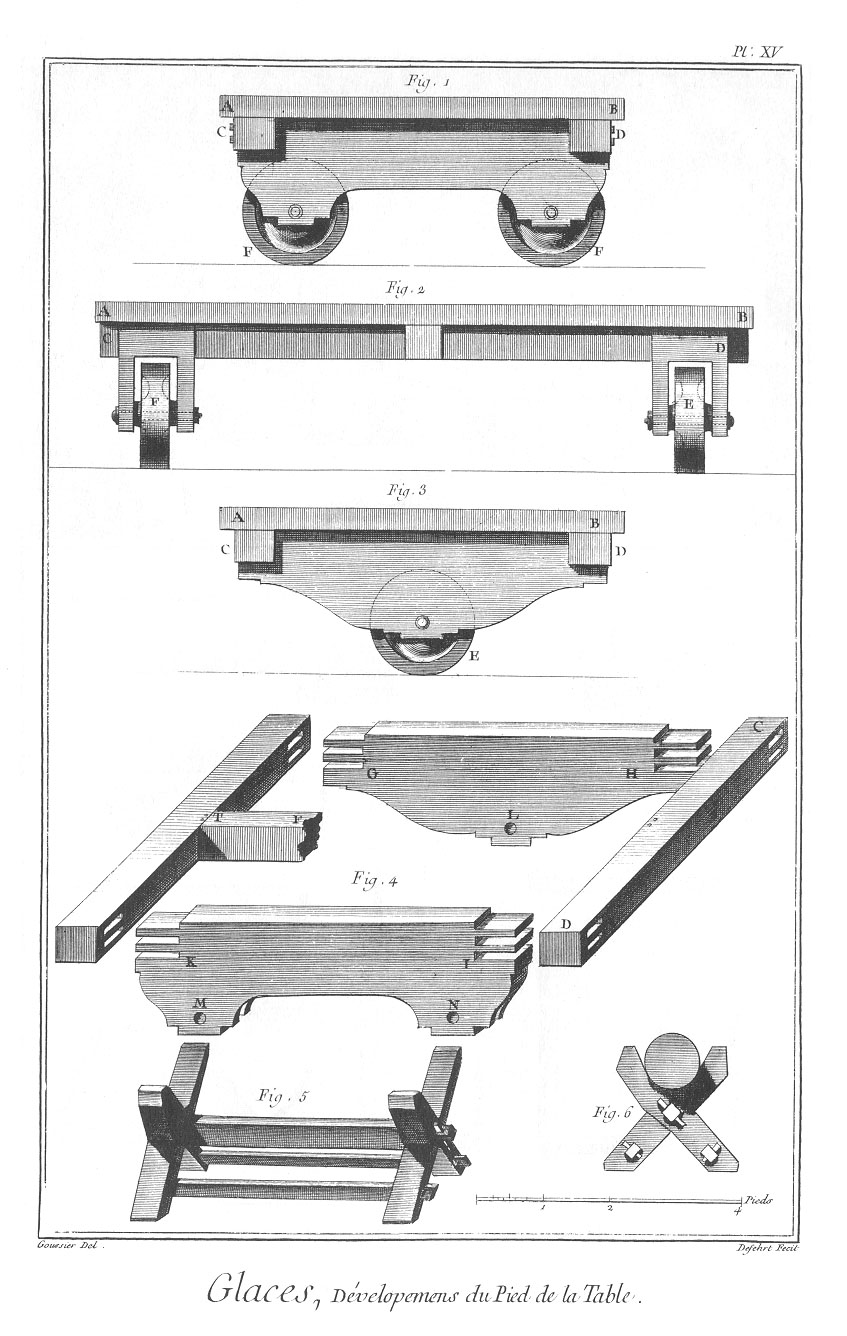 Pl. XV
Fig. 1
A B
C D
F F
Fig. 2
A B
C D
F E
Fig. 3
A B
C D
E
C
G H
T F
L
Fig. 4
D
K I
M N
Fig. 5
Fig. 6
Pieds
1 2 4
Goussier Del.
Defehrt Fecit
Glaces, Dévelopemens du Pied de la Table.